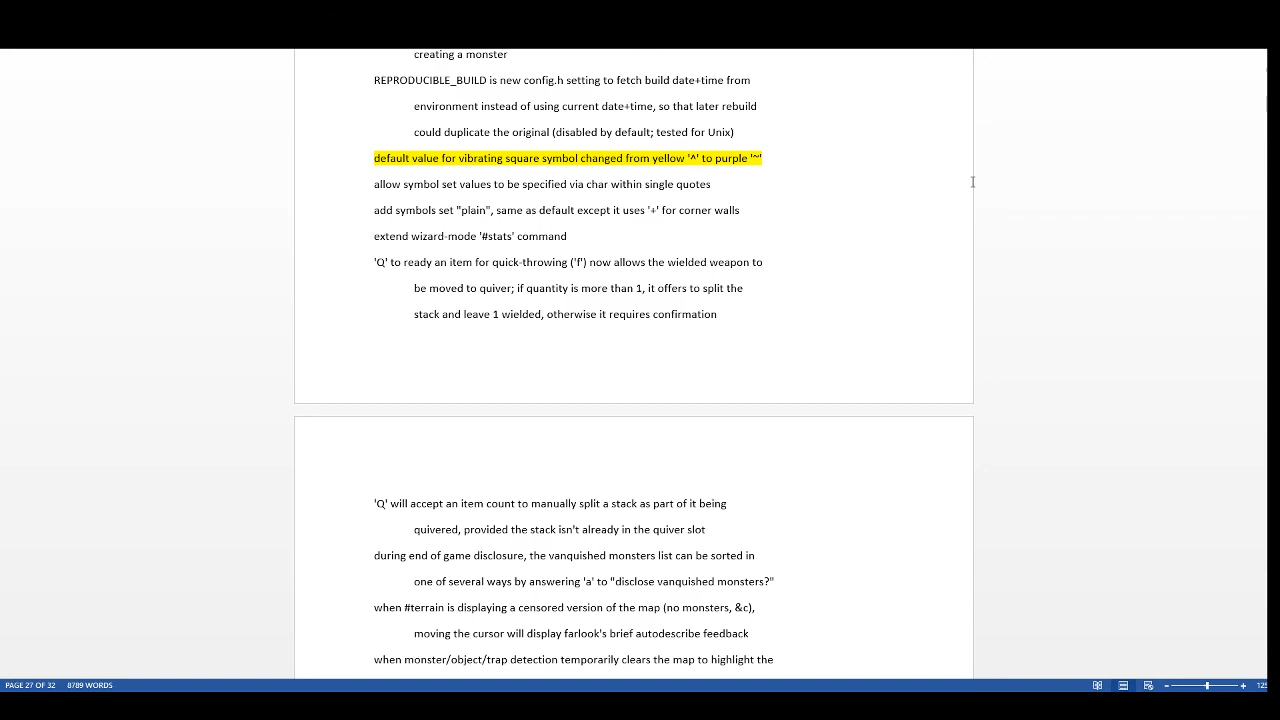 creating a monster
REPRODUCIBLE_BUILD is new config.h setting to fetch build date+time from
environment instead of using current date+time, so that later rebuild
could duplicate the original (disabled by default; tested for Unix)
default value for vibrating square symbol changed from yellow '^' to purple '~'
allow symbol set values to be specified via char within single quotes
add symbols set "plain", same as default except it uses '+' for corner walls
extend wizard-mode '#stats' command
'Q' to ready an item for quick-throwing ('f') now allows the wielded weapon to
be moved to quiver; if quantity is more than 1, it offers to split the
stack and leave 1 wielded, otherwise it requires confirmation
'Q' will accept an item count to manually split a stack as part of it being
quivered, provided the stack isn't already in the quiver slot
during end of game disclosure, the vanquished monsters list can be sorted in
one of several ways by answering 'a' to "disclose vanquished monsters?"
when #terrain is displaying a censored version of the map (no monsters, &c),
moving the cursor will display farlook's brief autodescribe feedback
when monster/object/trap detection temporarily clears the map to highlight the
PAGE 27 OF 32 8789 WORDS